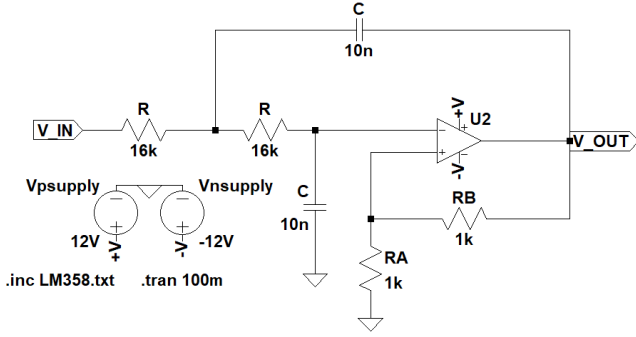 C
10n
V_IN
R
16k
R
16k
+V
U2
-V
V_OUT
C
10n
RB
1k
RA
1k
Vpsupply
Vnsupply
12V
+V
-V
-12V
.inc LM358.txt
.tran 100m